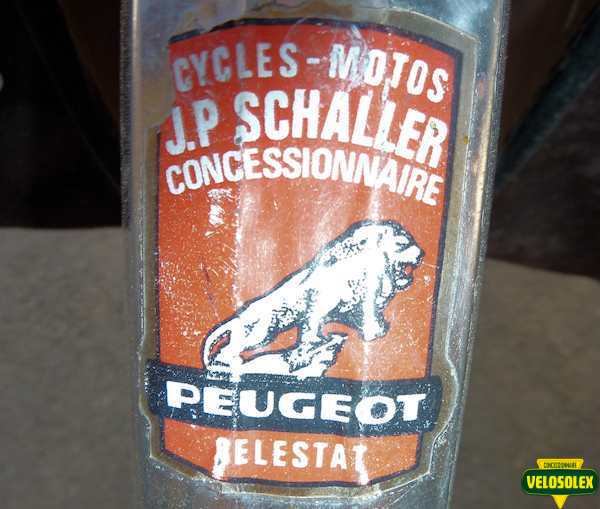 CYCLES - MOTOS
J.P SCHALLER
CONCESSIONNAIRE
PEUGEOT
SELESTAT
CONCESSIONNAIRE
VELOSOLEX